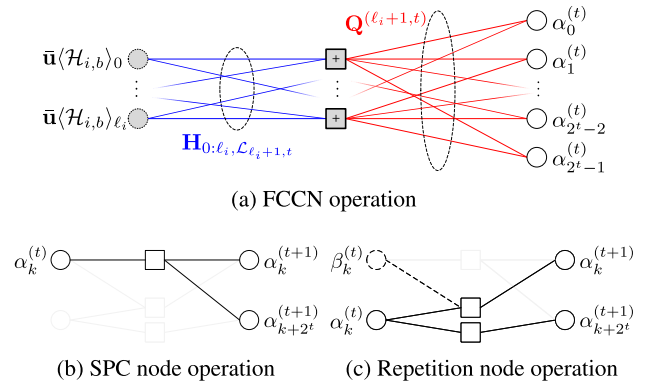 ū⟨ℋ_{i,b}⟩_0
⋮
ū⟨ℋ_{i,b}⟩_{ℓ_i}
H_{0:ℓ_i,ℒ_{ℓ_i+1,t}}
+
⋮
+
Q^{(ℓ_i+1,t)}
α_0^{(t)}
α_1^{(t)}
⋮
α_{2^t−2}^{(t)}
α_{2^t−1}^{(t)}
(a) FCCN operation
α_k^{(t)}
α_k^{(t+1)}
α_{k+2^t}^{(t+1)}
(b) SPC node operation
β_k^{(t)}
α_k^{(t)}
α_k^{(t+1)}
α_{k+2^t}^{(t+1)}
(c) Repetition node operation